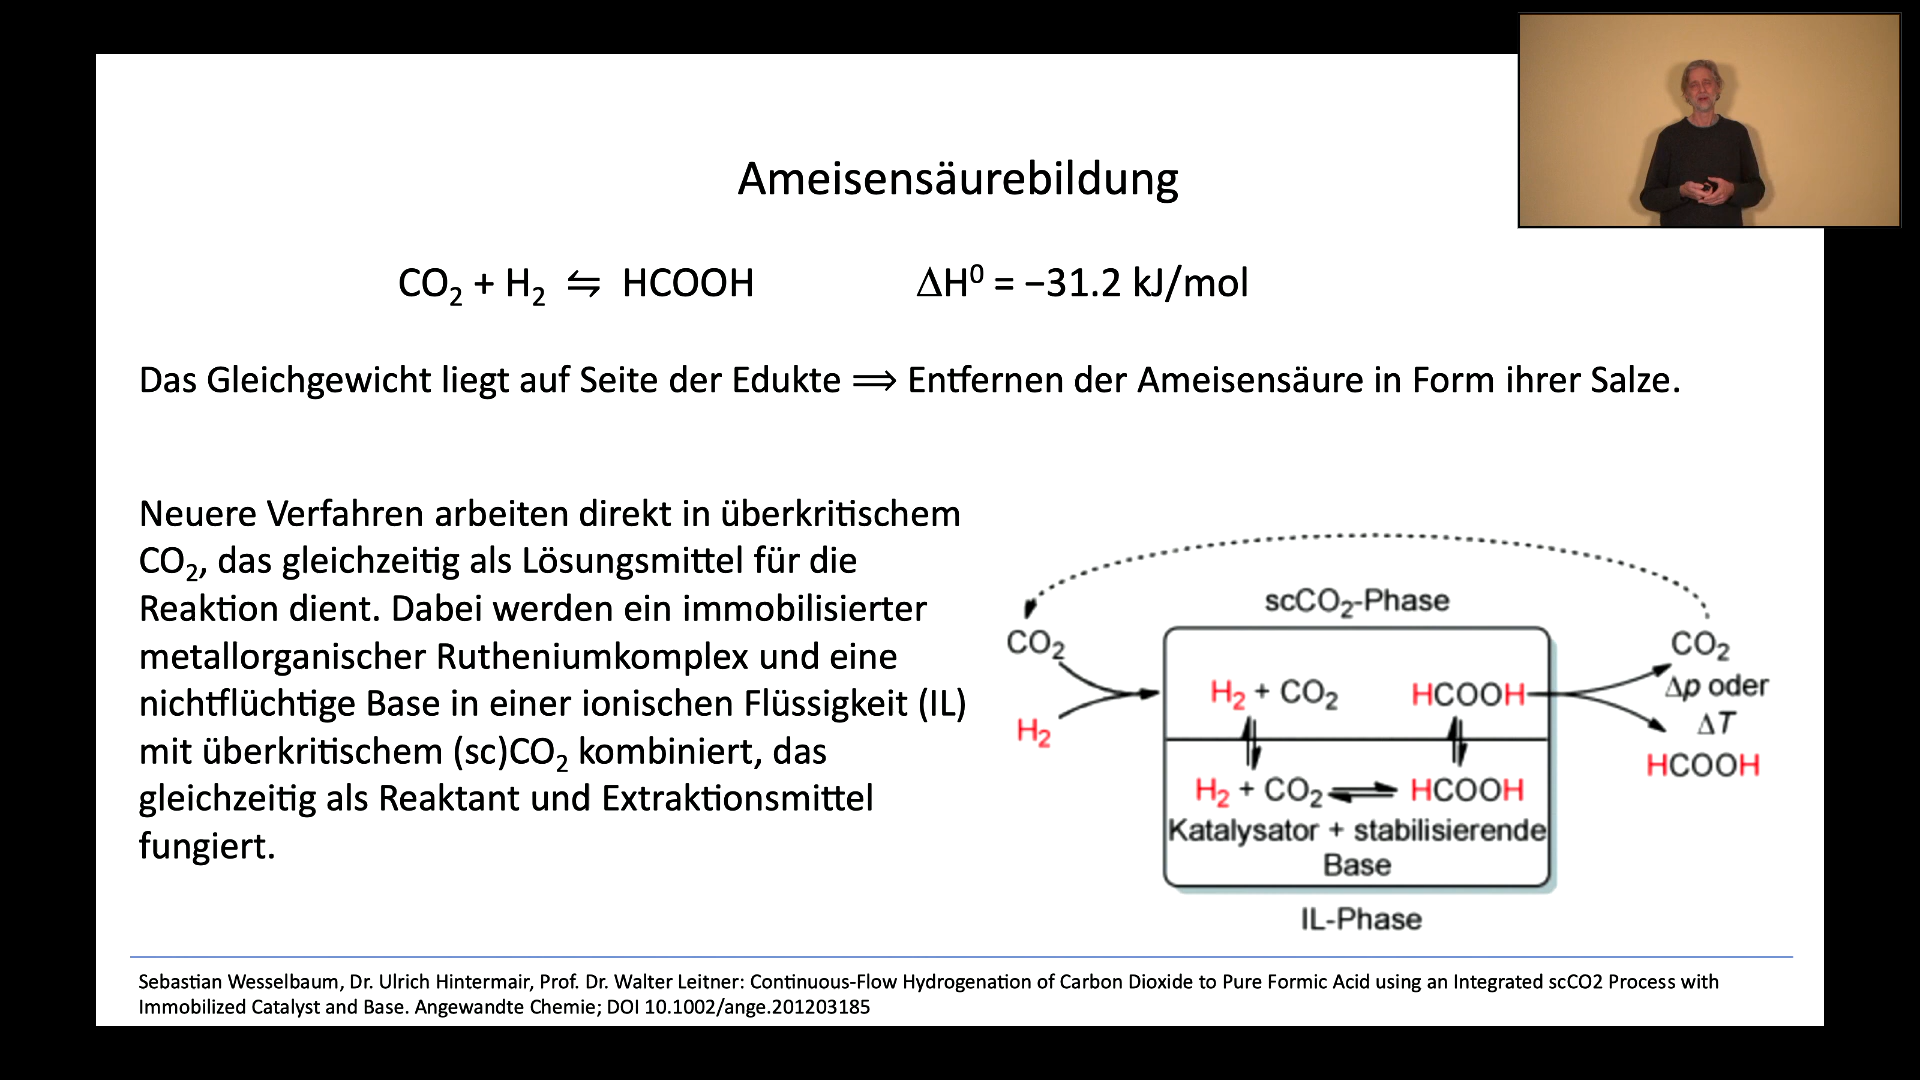 Ameisensäurebildung
CO₂ + H₂ ⇋ HCOOH ΔH⁰ = −31.2 kJ/mol
Das Gleichgewicht liegt auf Seite der Edukte ⟹ Entfernen der Ameisensäure in Form ihrer Salze.
Neuere Verfahren arbeiten direkt in überkritischem
CO₂, das gleichzeitig als Lösungsmittel für die
Reaktion dient. Dabei werden ein immobilisierter
metallorganischer Rutheniumkomplex und eine
nichtflüchtige Base in einer ionischen Flüssigkeit (IL)
mit überkritischem (sc)CO₂ kombiniert, das
gleichzeitig als Reaktant und Extraktionsmittel
fungiert.
scCO₂-Phase
CO₂
H₂
H₂ + CO₂ HCOOH
H₂ + CO₂ ⇌ HCOOH
Katalysator + stabilisierende
Base
IL-Phase
CO₂
Δp oder
ΔT
HCOOH
Sebastian Wesselbaum, Dr. Ulrich Hintermair, Prof. Dr. Walter Leitner: Continuous-Flow Hydrogenation of Carbon Dioxide to Pure Formic Acid using an Integrated scCO2 Process with
Immobilized Catalyst and Base. Angewandte Chemie; DOI 10.1002/ange.201203185